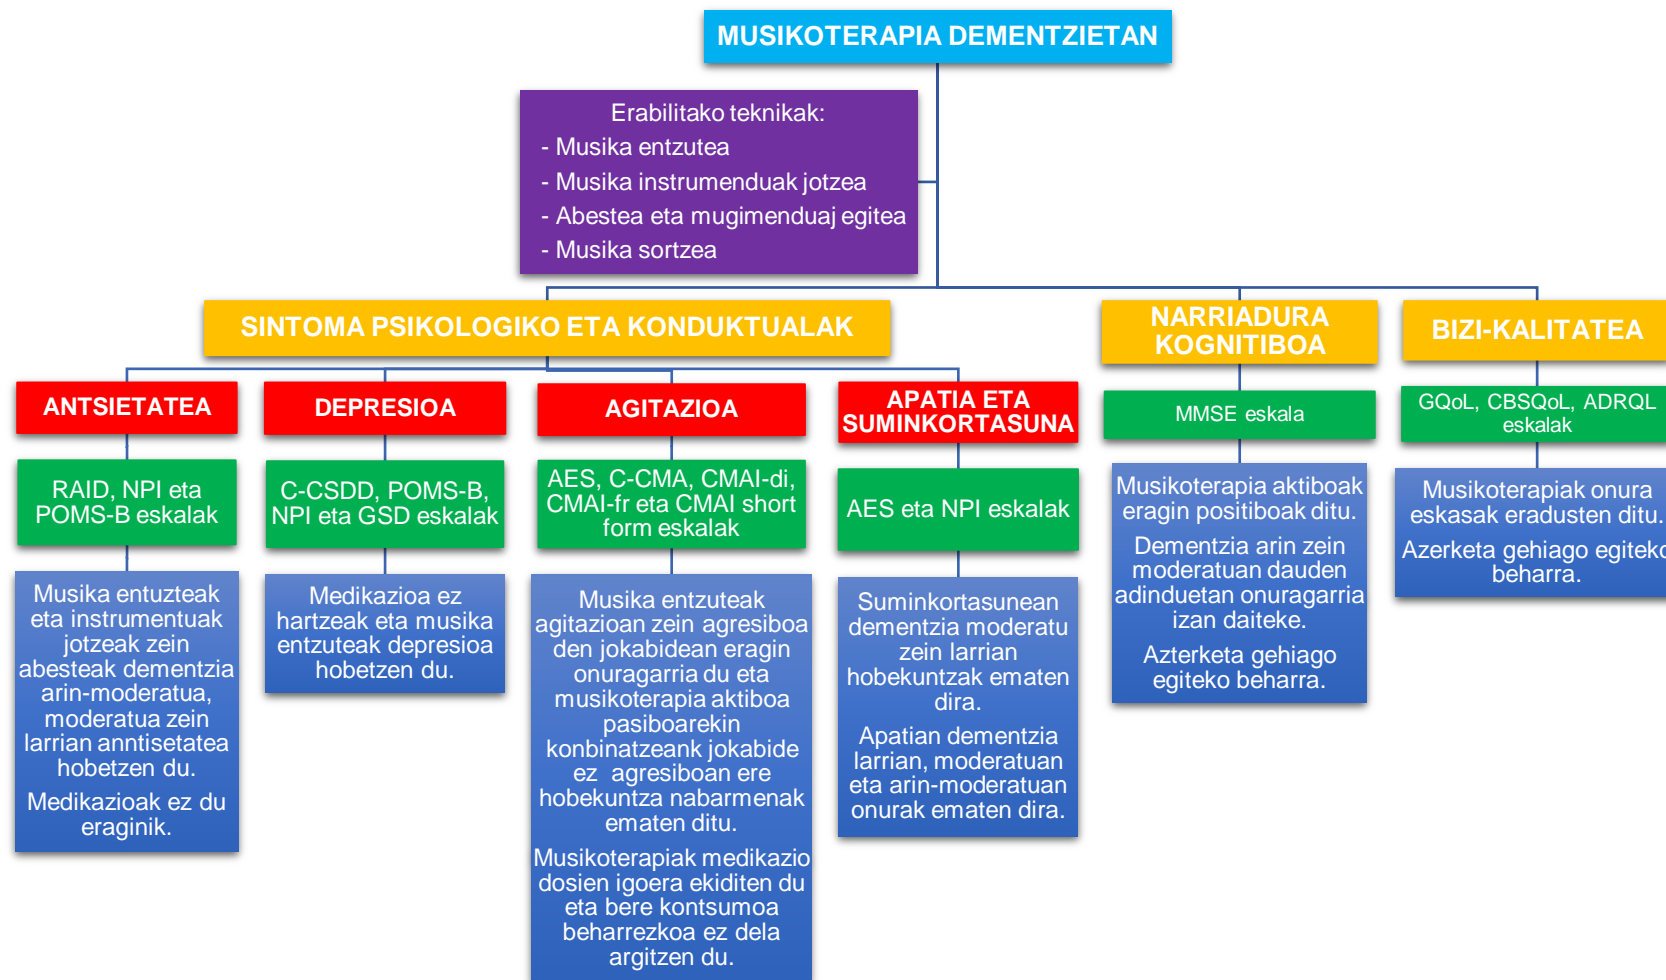 MUSIKOTERAPIA DEMENTZIETAN
Erabilitako teknikak:
- Musika entzutea
- Musika instrumenduak jotzea
- Abestea eta mugimenduaj egitea
- Musika sortzea
SINTOMA PSIKOLOGIKO ETA KONDUKTUALAK
ANTSIETATEA
RAID, NPI eta
POMS-B eskalak
Musika entuzteak
eta instrumentuak
jotzeak zein
abesteak dementzia
arin-moderatua,
moderatua zein
larrian anntisetatea
hobetzen du.
Medikazioak ez du
eraginik.
DEPRESIOA
C-CSDD, POMS-B,
NPI eta GSD eskalak
Medikazioa ez
hartzeak eta musika
entzuteak depresioa
hobetzen du.
AGITAZIOA
AES, C-CMA, CMAI-di,
CMAI-fr eta CMAI short
form eskalak
Musika entzuteak
agitazioan zein agresiboa
den jokabidean eragin
onuragarria du eta
musikoterapia aktiboa
pasiboarekin
konbinatzeank jokabide
ez agresiboan ere
hobekuntza nabarmenak
ematen ditu.
Musikoterapiak medikazio
dosien igoera ekiditen du
eta bere kontsumoa
beharrezkoa ez dela
argitzen du.
APATIA ETA
SUMINKORTASUNA
AES eta NPI eskalak
Suminkortasunean
dementzia moderatu
zein larrian
hobekuntzak ematen
dira.
Apatian dementzia
larrian, moderatuan
eta arin-moderatuan
onurak ematen dira.
NARRIADURA
KOGNITIBOA
MMSE eskala
Musikoterapia aktiboak
eragin positiboak ditu.
Dementzia arin zein
moderatuan dauden
adinduetan onuragarria
izan daiteke.
Azterketa gehiago
egiteko beharra.
BIZI-KALITATEA
GQoL, CBSQoL, ADRQL
eskalak
Musikoterapiak onura
eskasak eradusten ditu.
Azerketa gehiago egiteko
beharra.